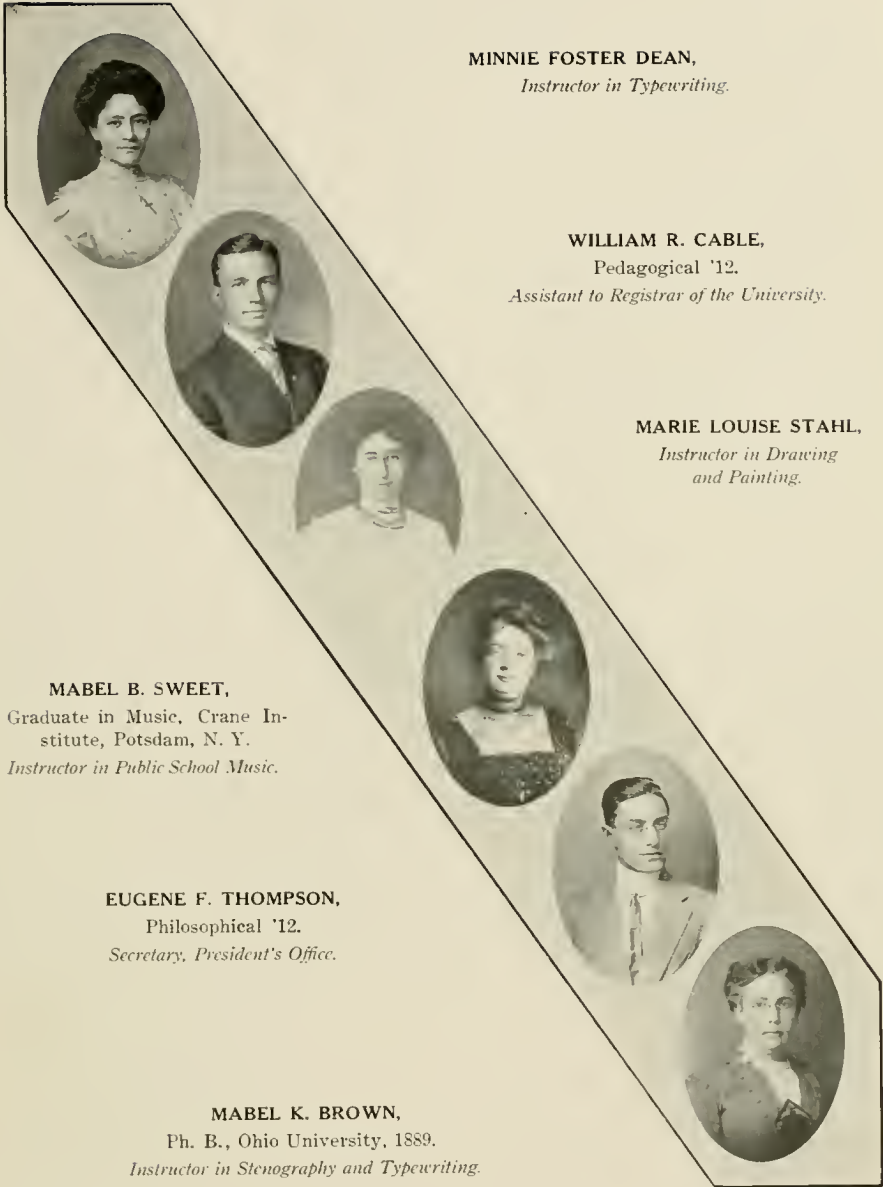 MINNIE FOSTER DEAN,
Instructor in Typewriting.
WILLIAM R. CABLE,
Pedagogical '12.
Assistant to Registrar of the University.
MARIE LOUISE STAHL,
Instructor in Drawing
and Painting.
MABEL B. SWEET,
Graduate in Music, Crane In-
stitute, Potsdam, N. Y.
Instructor in Public School Music.
EUGENE F. THOMPSON,
Philosophical '12.
Secretary, President's Office.
MABEL K. BROWN,
Ph. B., Ohio University, 1889.
Instructor in Stenography and Typewriting.